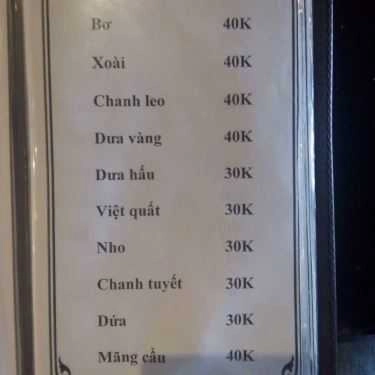 Bơ 40K
Xoài 40K
Chanh leo 40K
Dưa vàng 40K
Dưa hấu 30K
Việt quất 30K
Nho 30K
Chanh tuyết 30K
Dứa 30K
Mãng cầu 40K